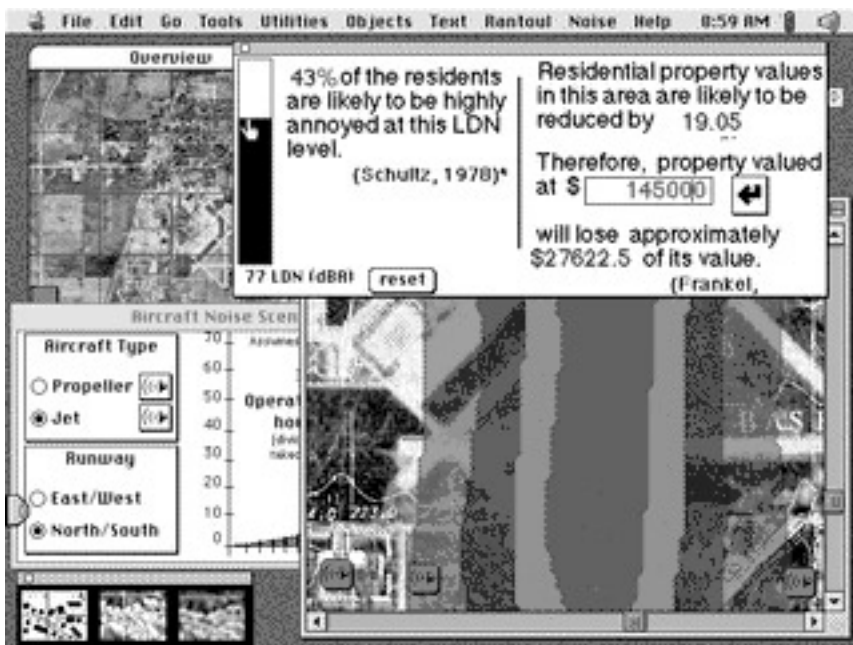 File Edit Go Tools Utilities Objects Text Rantoul Noise Help 8:59 AM
Overview
43% of the residents
are likely to be highly
annoyed at this LDN
level.
(Schultz, 1978)*
77 LDN (dBA)
reset
Residential property values
in this area are likely to be
reduced by 19.05
Therefore, property valued
at $ 145000
will lose approximately
$27622.5 of its value.
(Frankel,
Aircraft Noise Scen
Aircraft Type
Propeller
Jet
Runway
East/West
North/South
70
60
50
40
30
20
10
0
Assumes
Operat
hou